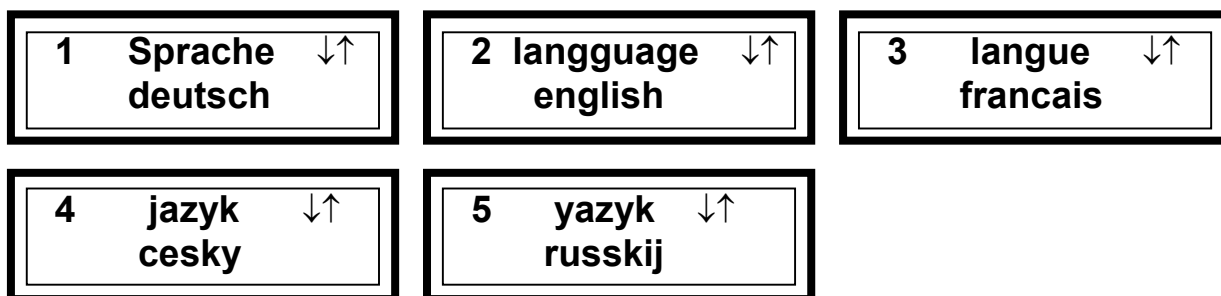 1 Sprache ↓↑
deutsch
2 langguage ↓↑
english
3 langue ↓↑
francais
4 jazyk ↓↑
cesky
5 yazyk ↓↑
russkij